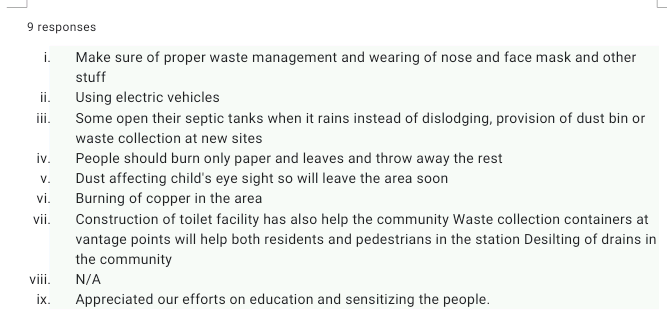 9 responses
i. Make sure of proper waste management and wearing of nose and face mask and other
stuff
ii. Using electric vehicles
iii. Some open their septic tanks when it rains instead of dislodging, provision of dust bin or
waste collection at new sites
iv. People should burn only paper and leaves and throw away the rest
v. Dust affecting child's eye sight so will leave the area soon
vi. Burning of copper in the area
vii. Construction of toilet facility has also help the community Waste collection containers at
vantage points will help both residents and pedestrians in the station Desilting of drains in
the community
viii. N/A
ix. Appreciated our efforts on education and sensitizing the people.